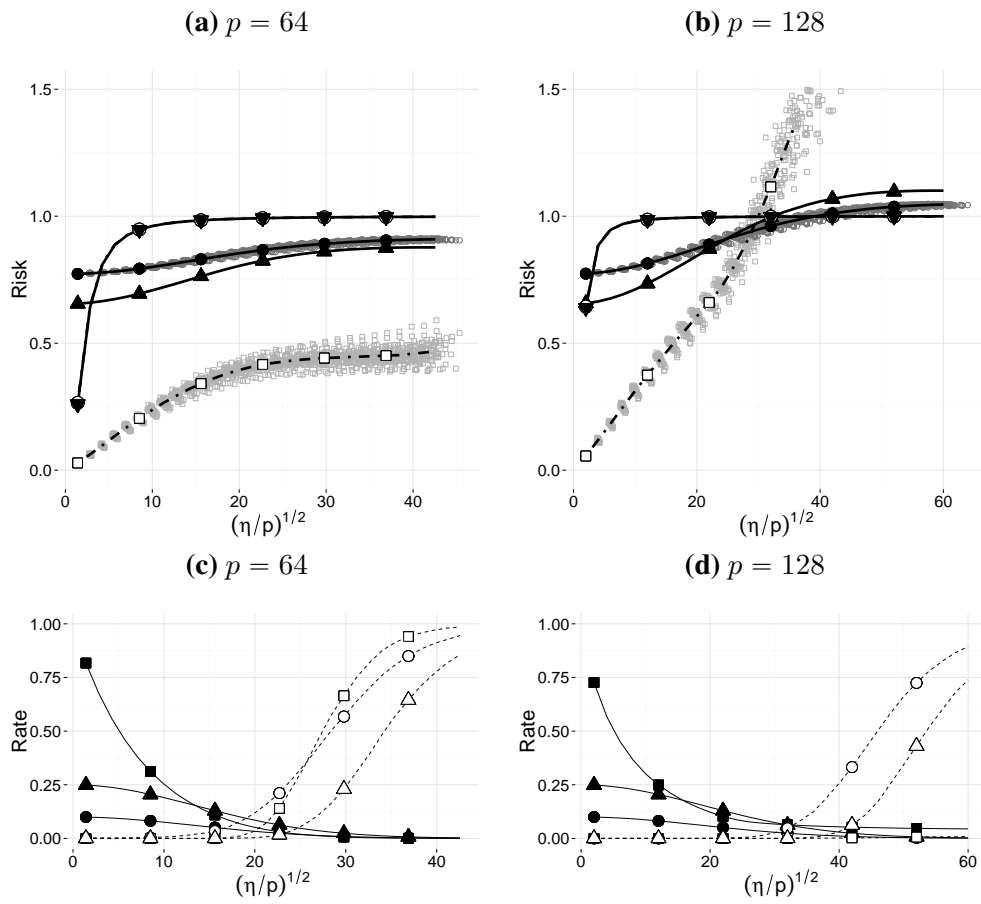 (a) p = 64
1.5
1.0
0.5
0.0
Risk
0 10 20 30 40
(η/p)^1/2
(b) p = 128
1.5
1.0
0.5
0.0
Risk
0 20 40 60
(η/p)^1/2
(c) p = 64
1.00
0.75
0.50
0.25
0.00
Rate
0 10 20 30 40
(η/p)^1/2
(d) p = 128
1.00
0.75
0.50
0.25
0.00
Rate
0 20 40 60
(η/p)^1/2